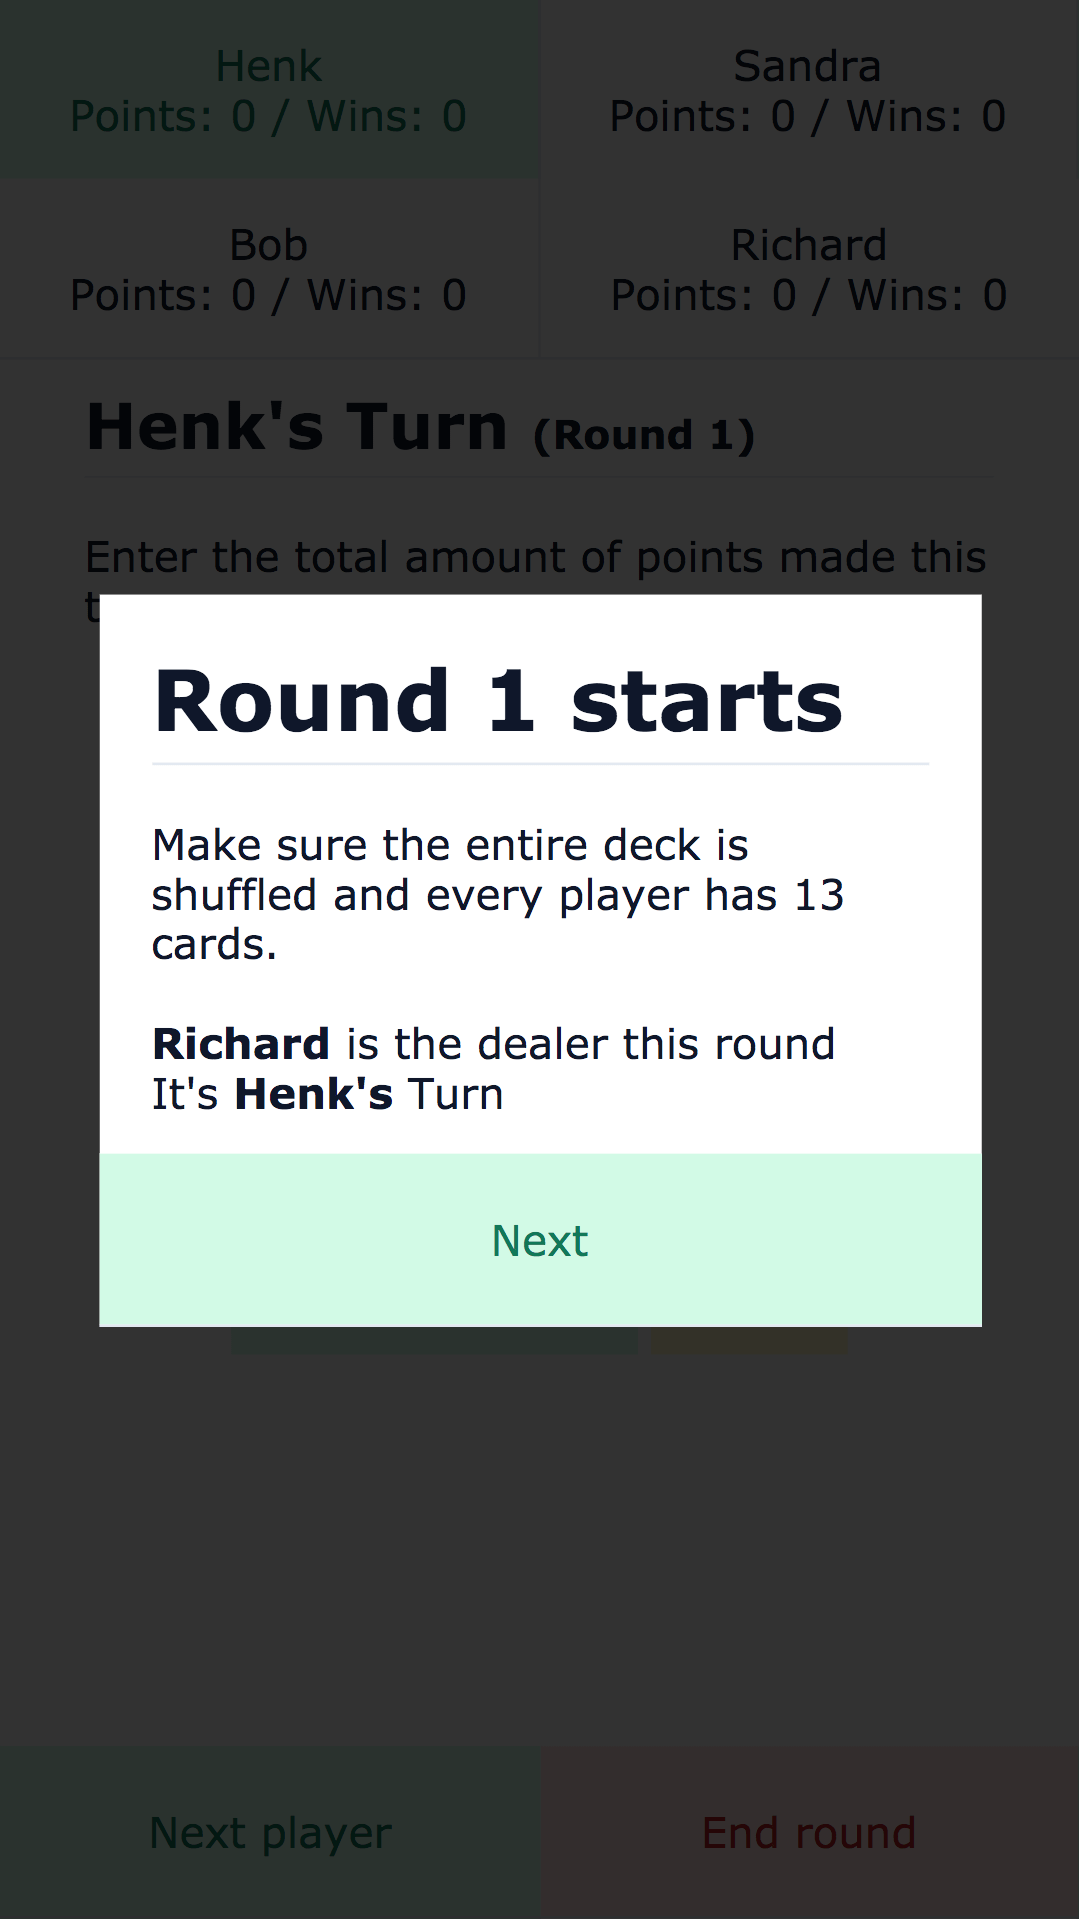 Henk
Points: 0 / Wins: 0
Sandra
Points: 0 / Wins: 0
Bob
Points: 0 / Wins: 0
Richard
Points: 0 / Wins: 0
Henk's Turn (Round 1)
Enter the total amount of points made this
Round 1 starts
Make sure the entire deck is
shuffled and every player has 13
cards.
Richard is the dealer this round
It's Henk's Turn
Next
Next player
End round